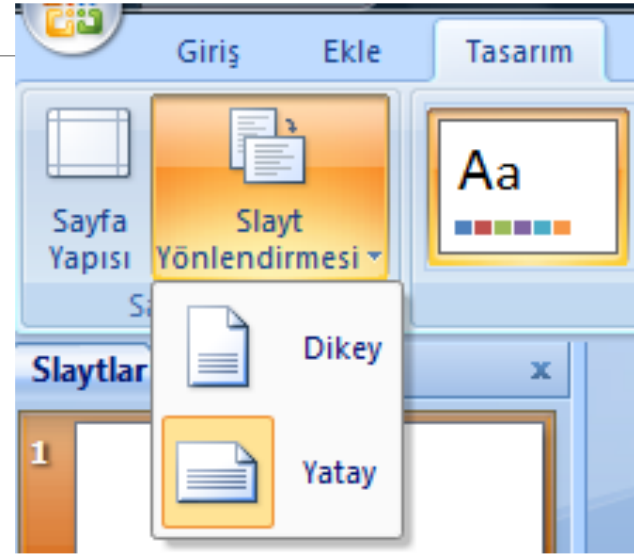 Giriş Ekle Tasarım
Sayfa Yapısı
Slayt Yönlendirmesi
Aa
Dikey
Yatay
Slaytlar
x
1